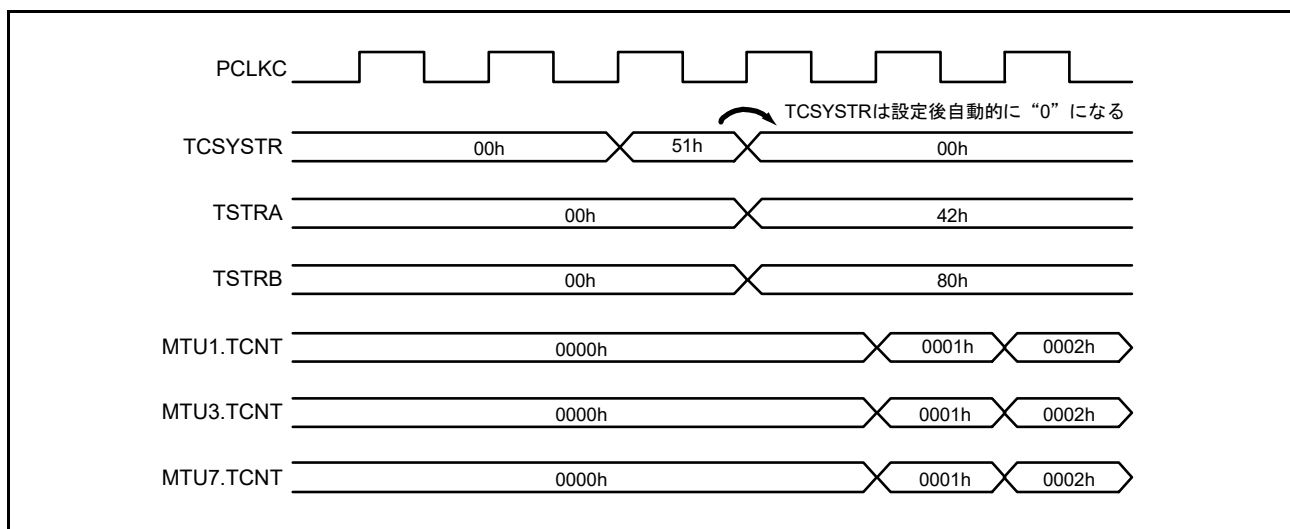 PCLKC
TCSYSTRは設定後自動的に“0”になる
TCSYSTR 00h 51h 00h
TSTRA 00h 42h
TSTRB 00h 80h
MTU1.TCNT 0000h 0001h 0002h
MTU3.TCNT 0000h 0001h 0002h
MTU7.TCNT 0000h 0001h 0002h